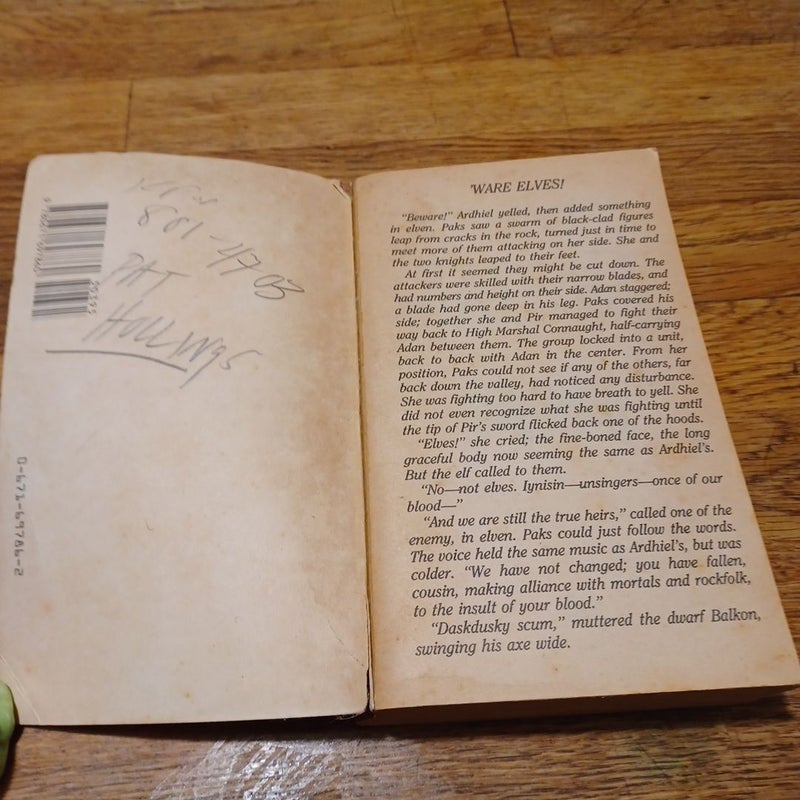 881-4703
PAT
HOLLINGS
0-671-69786-2
'WARE ELVES!
"Beware!" Ardhiel yelled, then added something
in elven. Paks saw a swarm of black-clad figures
leap from cracks in the rock, turned just in time to
meet more of them attacking on her side. She and
the two knights leaped to their feet.
At first it seemed they might be cut down. The
attackers were skilled with their narrow blades, and
had numbers and height on their side. Adan staggered;
a blade had gone deep in his leg. Paks covered his
side; together she and Pir managed to fight their
way back to High Marshal Connaught, half-carrying
Adan between them. The group locked into a unit,
back to back with Adan in the center. From her
position, Paks could not see if any of the others, far
back down the valley, had noticed any disturbance.
She was fighting too hard to have breath to yell. She
did not even recognize what she was fighting until
the tip of Pir's sword flicked back one of the hoods.
"Elves!" she cried; the fine-boned face, the long
graceful body now seeming the same as Ardhiel's.
But the elf called to them.
"No—not elves. Iynisin—unsingers—once of our
blood—"
"And we are still the true heirs," called one of the
enemy, in elven. Paks could just follow the words.
The voice held the same music as Ardhiel's, but was
colder. "We have not changed; you have fallen,
cousin, making alliance with mortals and rockfolk,
to the insult of your blood."
"Daskdusky scum," muttered the dwarf Balkon,
swinging his axe wide.